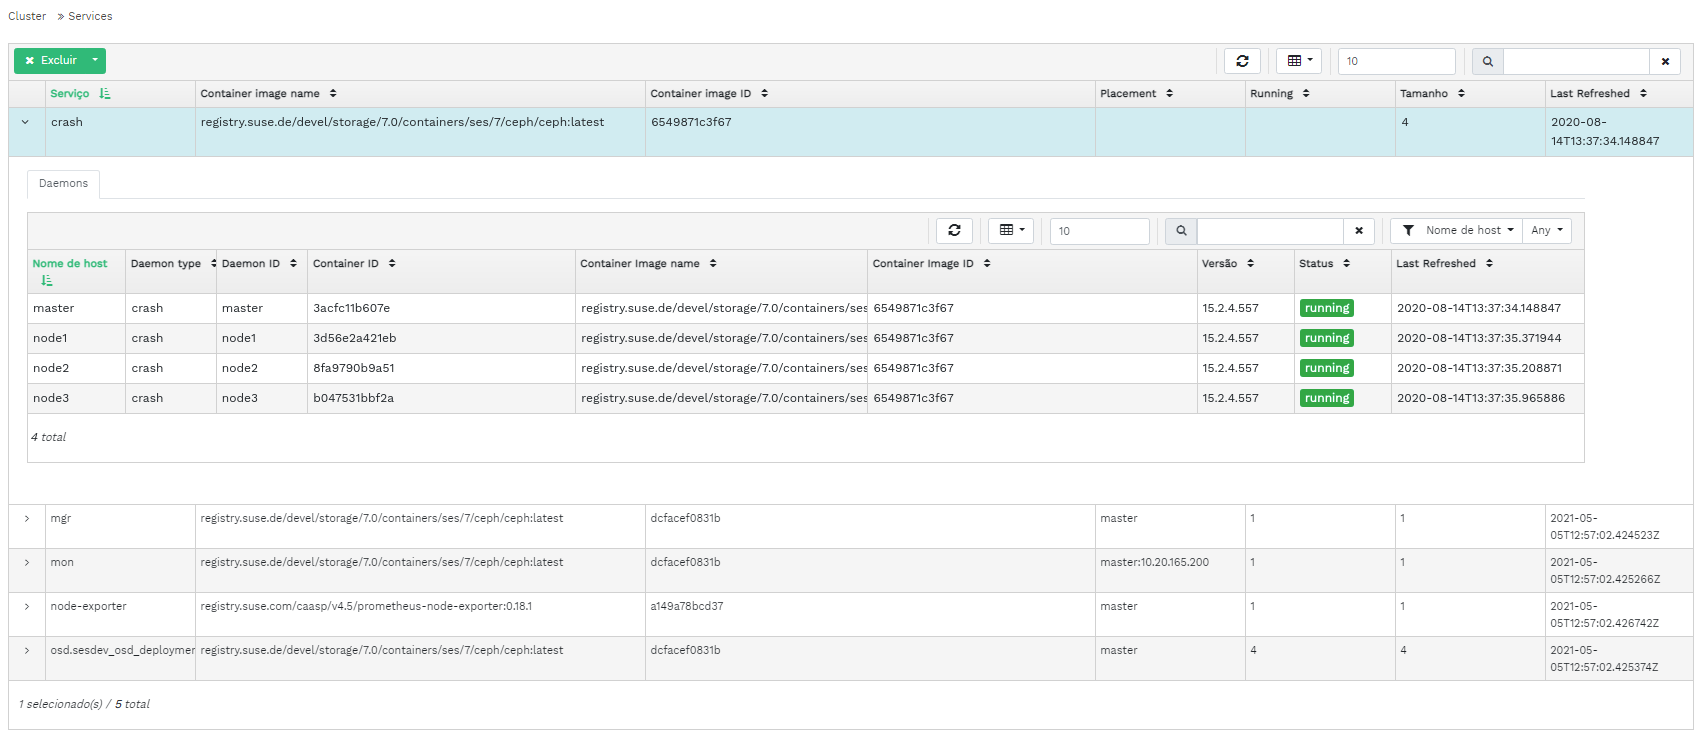 Cluster » Services
Excluir
10
Serviço Container image name Container image ID Placement Running Tamanho Last Refreshed
crash registry.suse.de/devel/storage/7.0/containers/ses/7/ceph/ceph:latest 6549871c3f67 4 2020-08-
14T13:37:34.148847
Daemons
10 Nome de host Any
Nome de host Daemon type Daemon ID Container ID Container Image name Container Image ID Versão Status Last Refreshed
master crash master 3acfc11b607e registry.suse.de/devel/storage/7.0/containers/ses 6549871c3f67 15.2.4.557 running 2020-08-14T13:37:34.148847
node1 crash node1 3d56e2a421eb registry.suse.de/devel/storage/7.0/containers/ses 6549871c3f67 15.2.4.557 running 2020-08-14T13:37:35.371944
node2 crash node2 8fa9790b9a51 registry.suse.de/devel/storage/7.0/containers/ses 6549871c3f67 15.2.4.557 running 2020-08-14T13:37:35.208871
node3 crash node3 b047531bbf2a registry.suse.de/devel/storage/7.0/containers/ses 6549871c3f67 15.2.4.557 running 2020-08-14T13:37:35.965886
4 total
mgr registry.suse.de/devel/storage/7.0/containers/ses/7/ceph/ceph:latest dcfacef0831b master 1 1 2021-05-
05T12:57:02.424523Z
mon registry.suse.de/devel/storage/7.0/containers/ses/7/ceph/ceph:latest dcfacef0831b master:10.20.165.200 1 1 2021-05-
05T12:57:02.425266Z
node-exporter registry.suse.com/caasp/v4.5/prometheus-node-exporter:0.18.1 a149a78bcd37 master 1 1 2021-05-
05T12:57:02.426742Z
osd.sesdev_osd_deploymen registry.suse.de/devel/storage/7.0/containers/ses/7/ceph/ceph:latest dcfacef0831b master 4 4 2021-05-
05T12:57:02.425374Z
1 selecionado(s) / 5 total